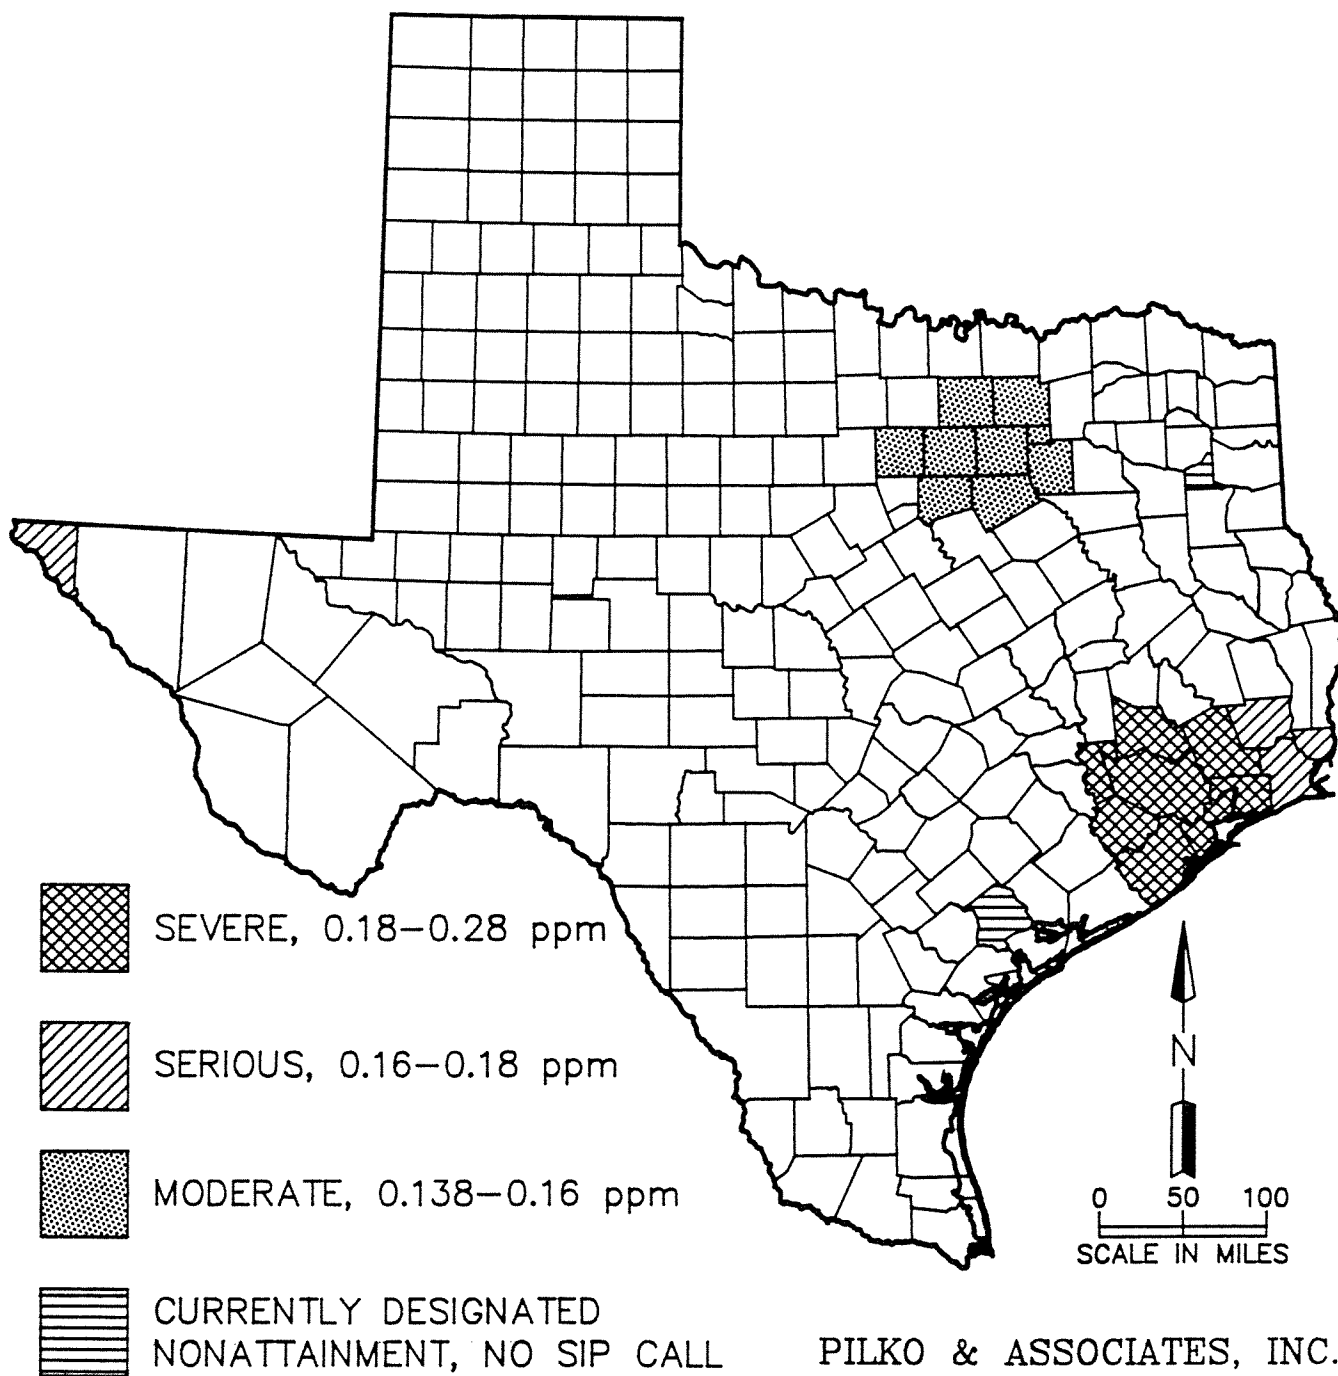 SEVERE, 0.18-0.28 ppm
SERIOUS, 0.16-0.18 ppm
MODERATE, 0.138-0.16 ppm
CURRENTLY DESIGNATED
NONATTAINMENT, NO SIP CALL
N
0 50 100
SCALE IN MILES
PILKO & ASSOCIATES, INC.